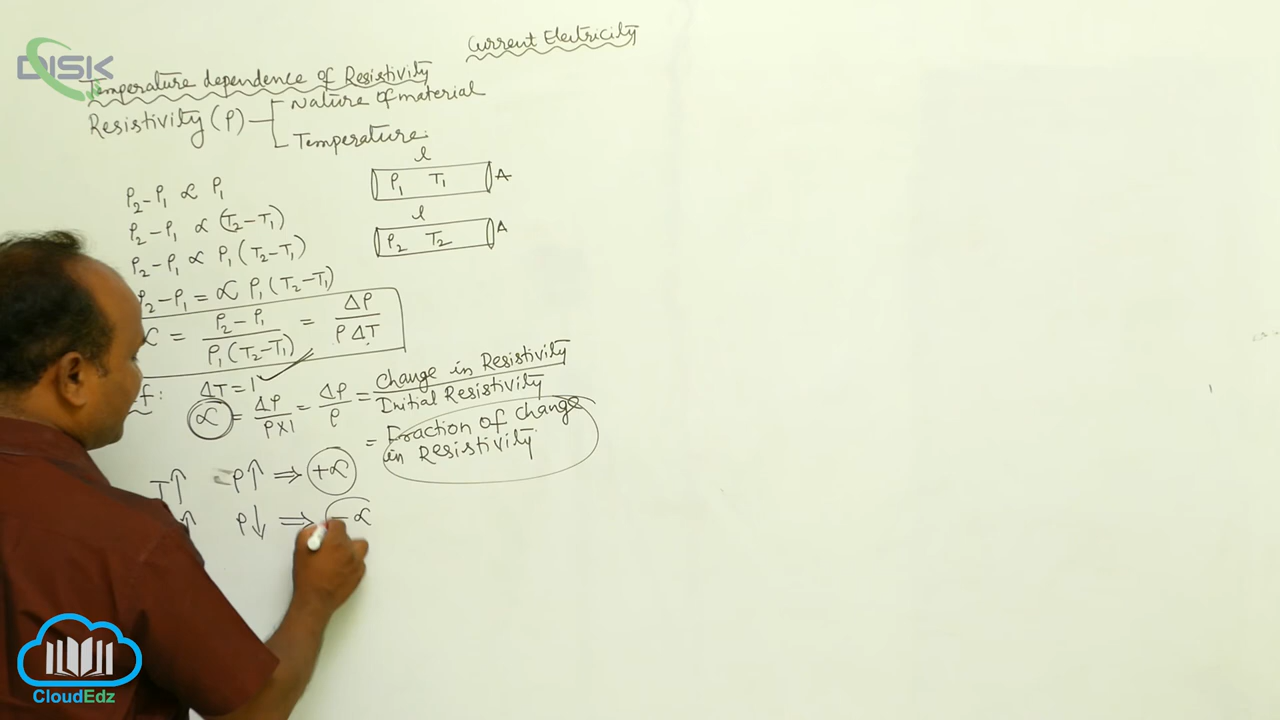 Current Electricity
DISK
Temperature dependence of Resistivity
Resistivity (ρ)
Nature of material
Temperature.
l
ρ₁ T₁ A
l
ρ₂ T₂ A
ρ₂-ρ₁ ∝ ρ₁
ρ₂-ρ₁ ∝ (T₂-T₁)
ρ₂-ρ₁ ∝ ρ₁(T₂-T₁)
ρ₂-ρ₁ = ∝ ρ₁(T₂-T₁)
∝ = ρ₂-ρ₁ / ρ₁(T₂-T₁) = Δρ / ρΔT
f : ΔT = 1
∝ = Δρ / ρ×1 = Δρ / ρ = Change in Resistivity / Initial Resistivity
= Fraction of change
in Resistivity.
T↑ ρ↑ ⇒ +∝
↑ ρ↓ ⇒ -∝
CloudEdz